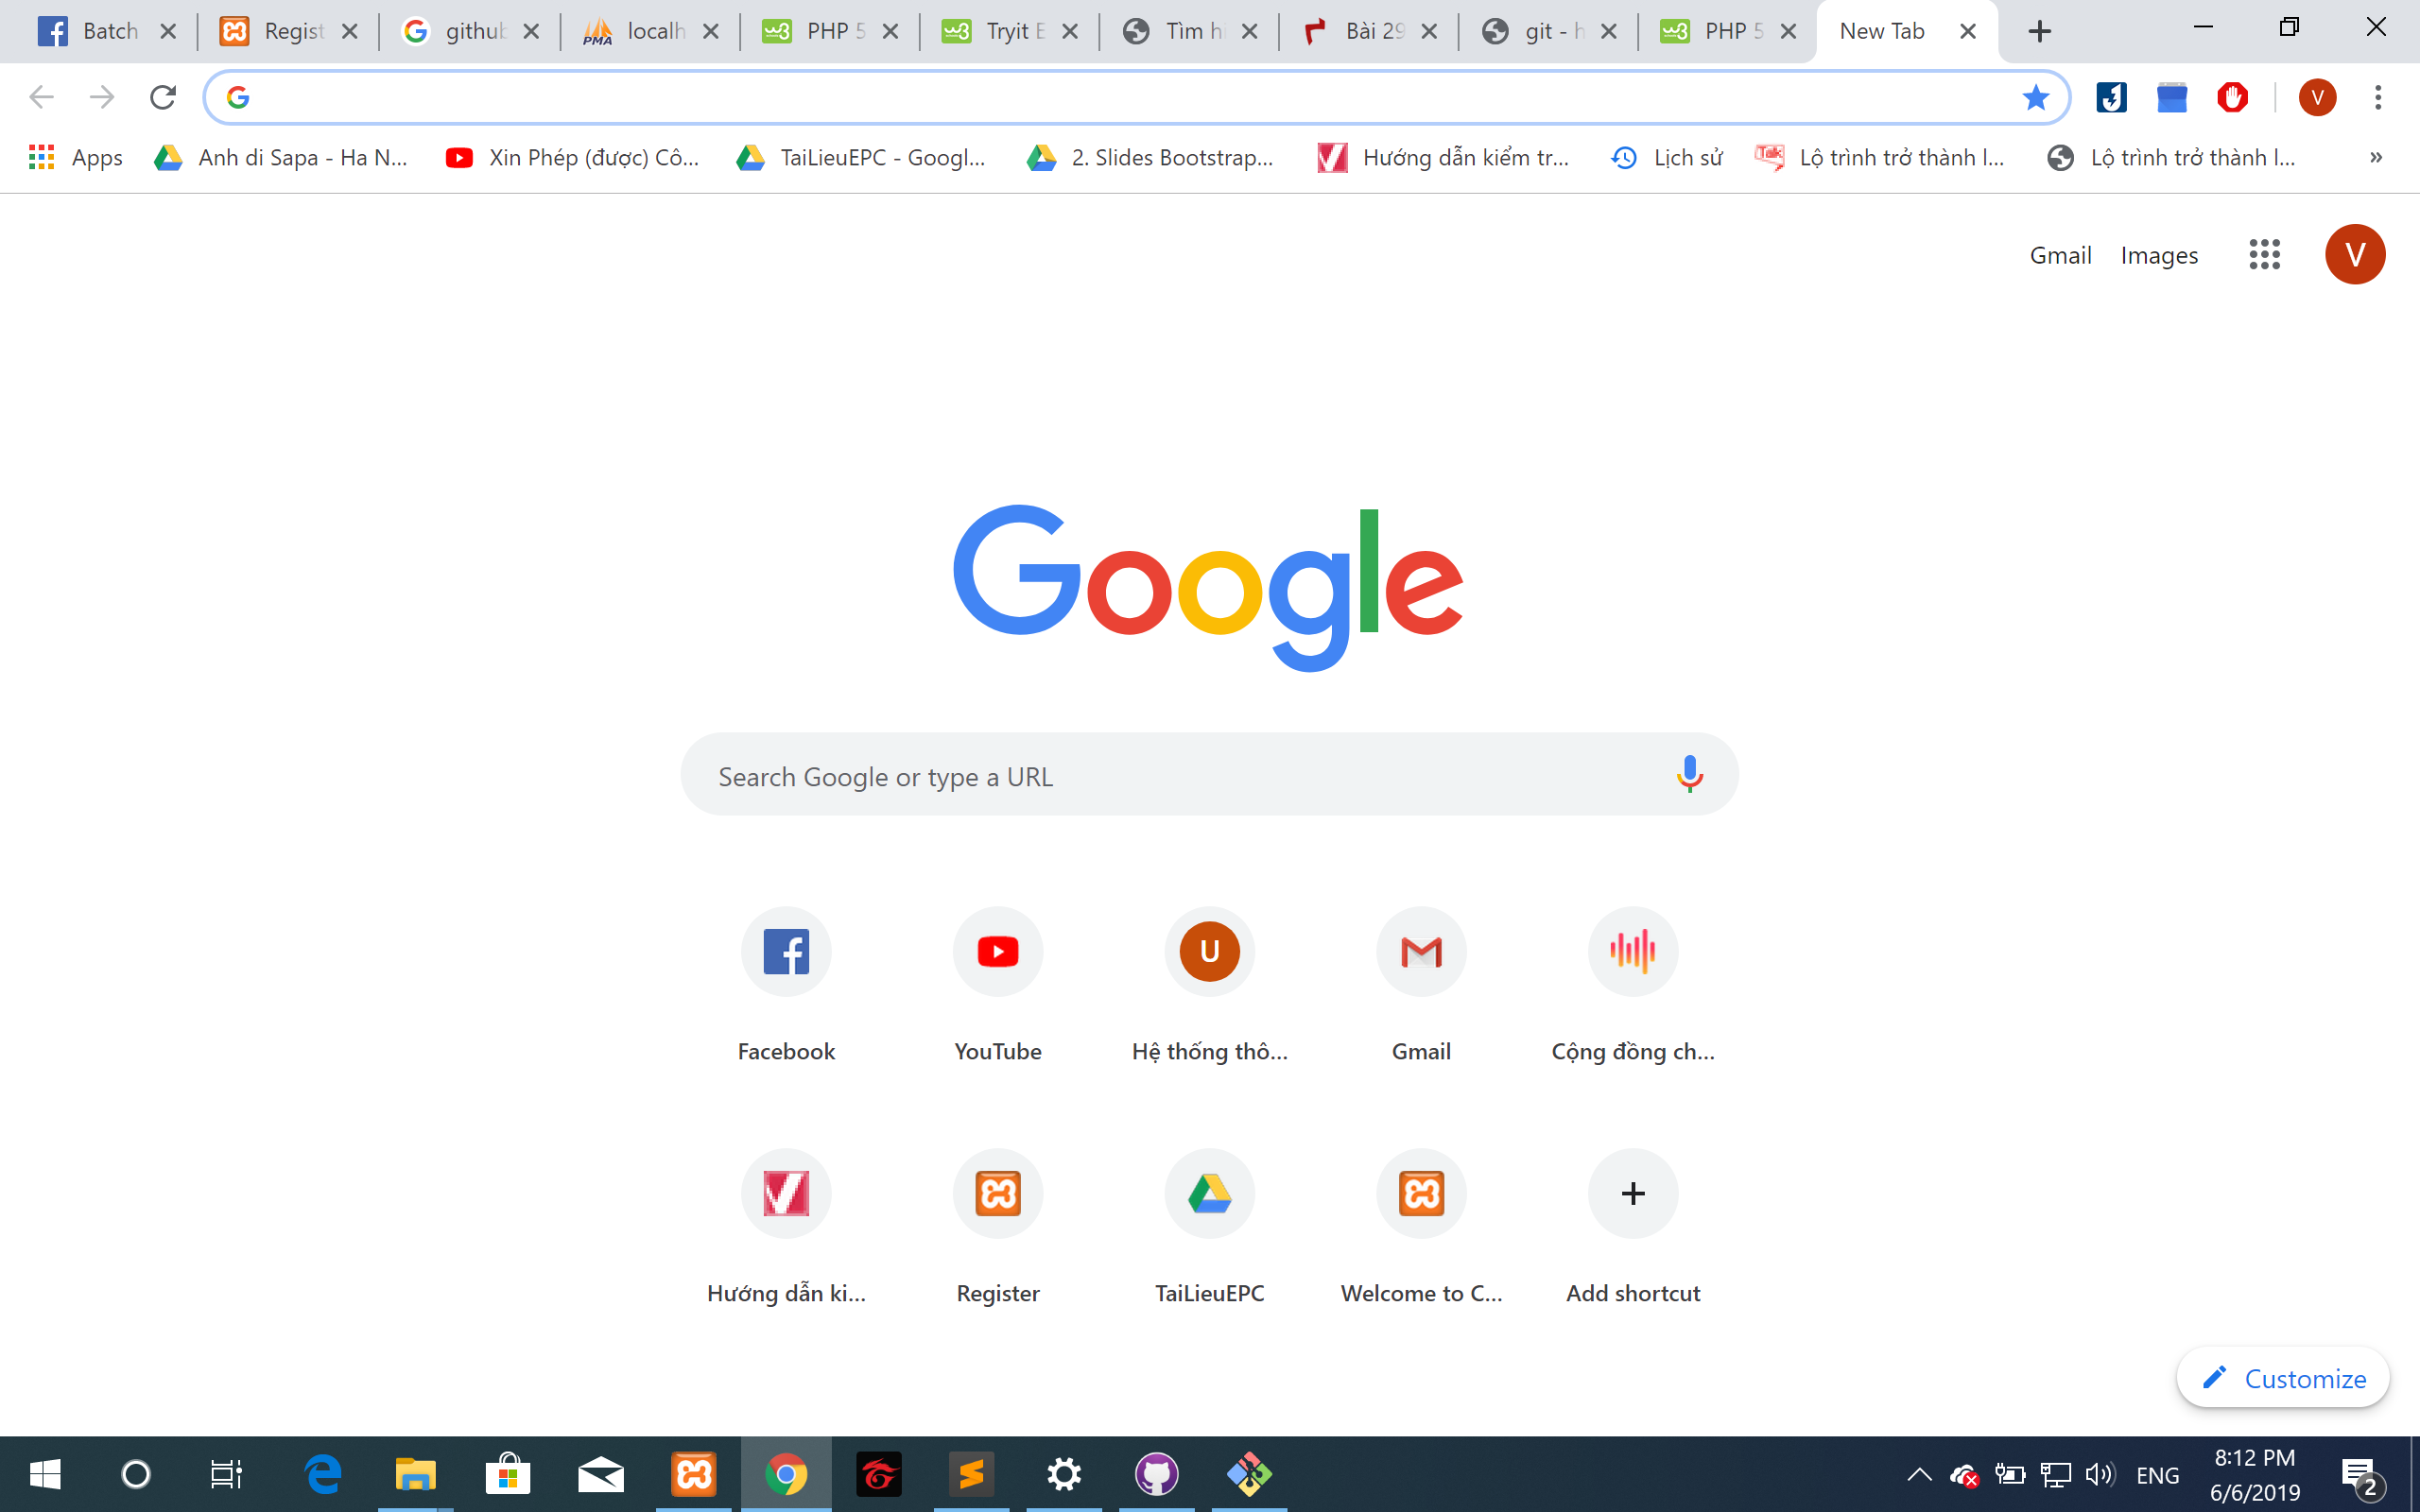 Batch
Regist
github
localh
PHP 5
Tryit E
Tìm hi
Bài 29
git - h
PHP 5
New Tab
V
Apps
Anh di Sapa - Ha N...
Xin Phép (được) Cô...
TaiLieuEPC - Googl...
2. Slides Bootstrap...
Hướng dẫn kiểm tr...
Lịch sử
Lộ trình trở thành l...
Lộ trình trở thành l...
»
Gmail
Images
V
Google
Search Google or type a URL
U
Facebook
YouTube
Hệ thống thô...
Gmail
Cộng đồng ch...
Hướng dẫn ki...
Register
TaiLieuEPC
Welcome to C...
Add shortcut
Customize
ENG
8:12 PM
6/6/2019
2